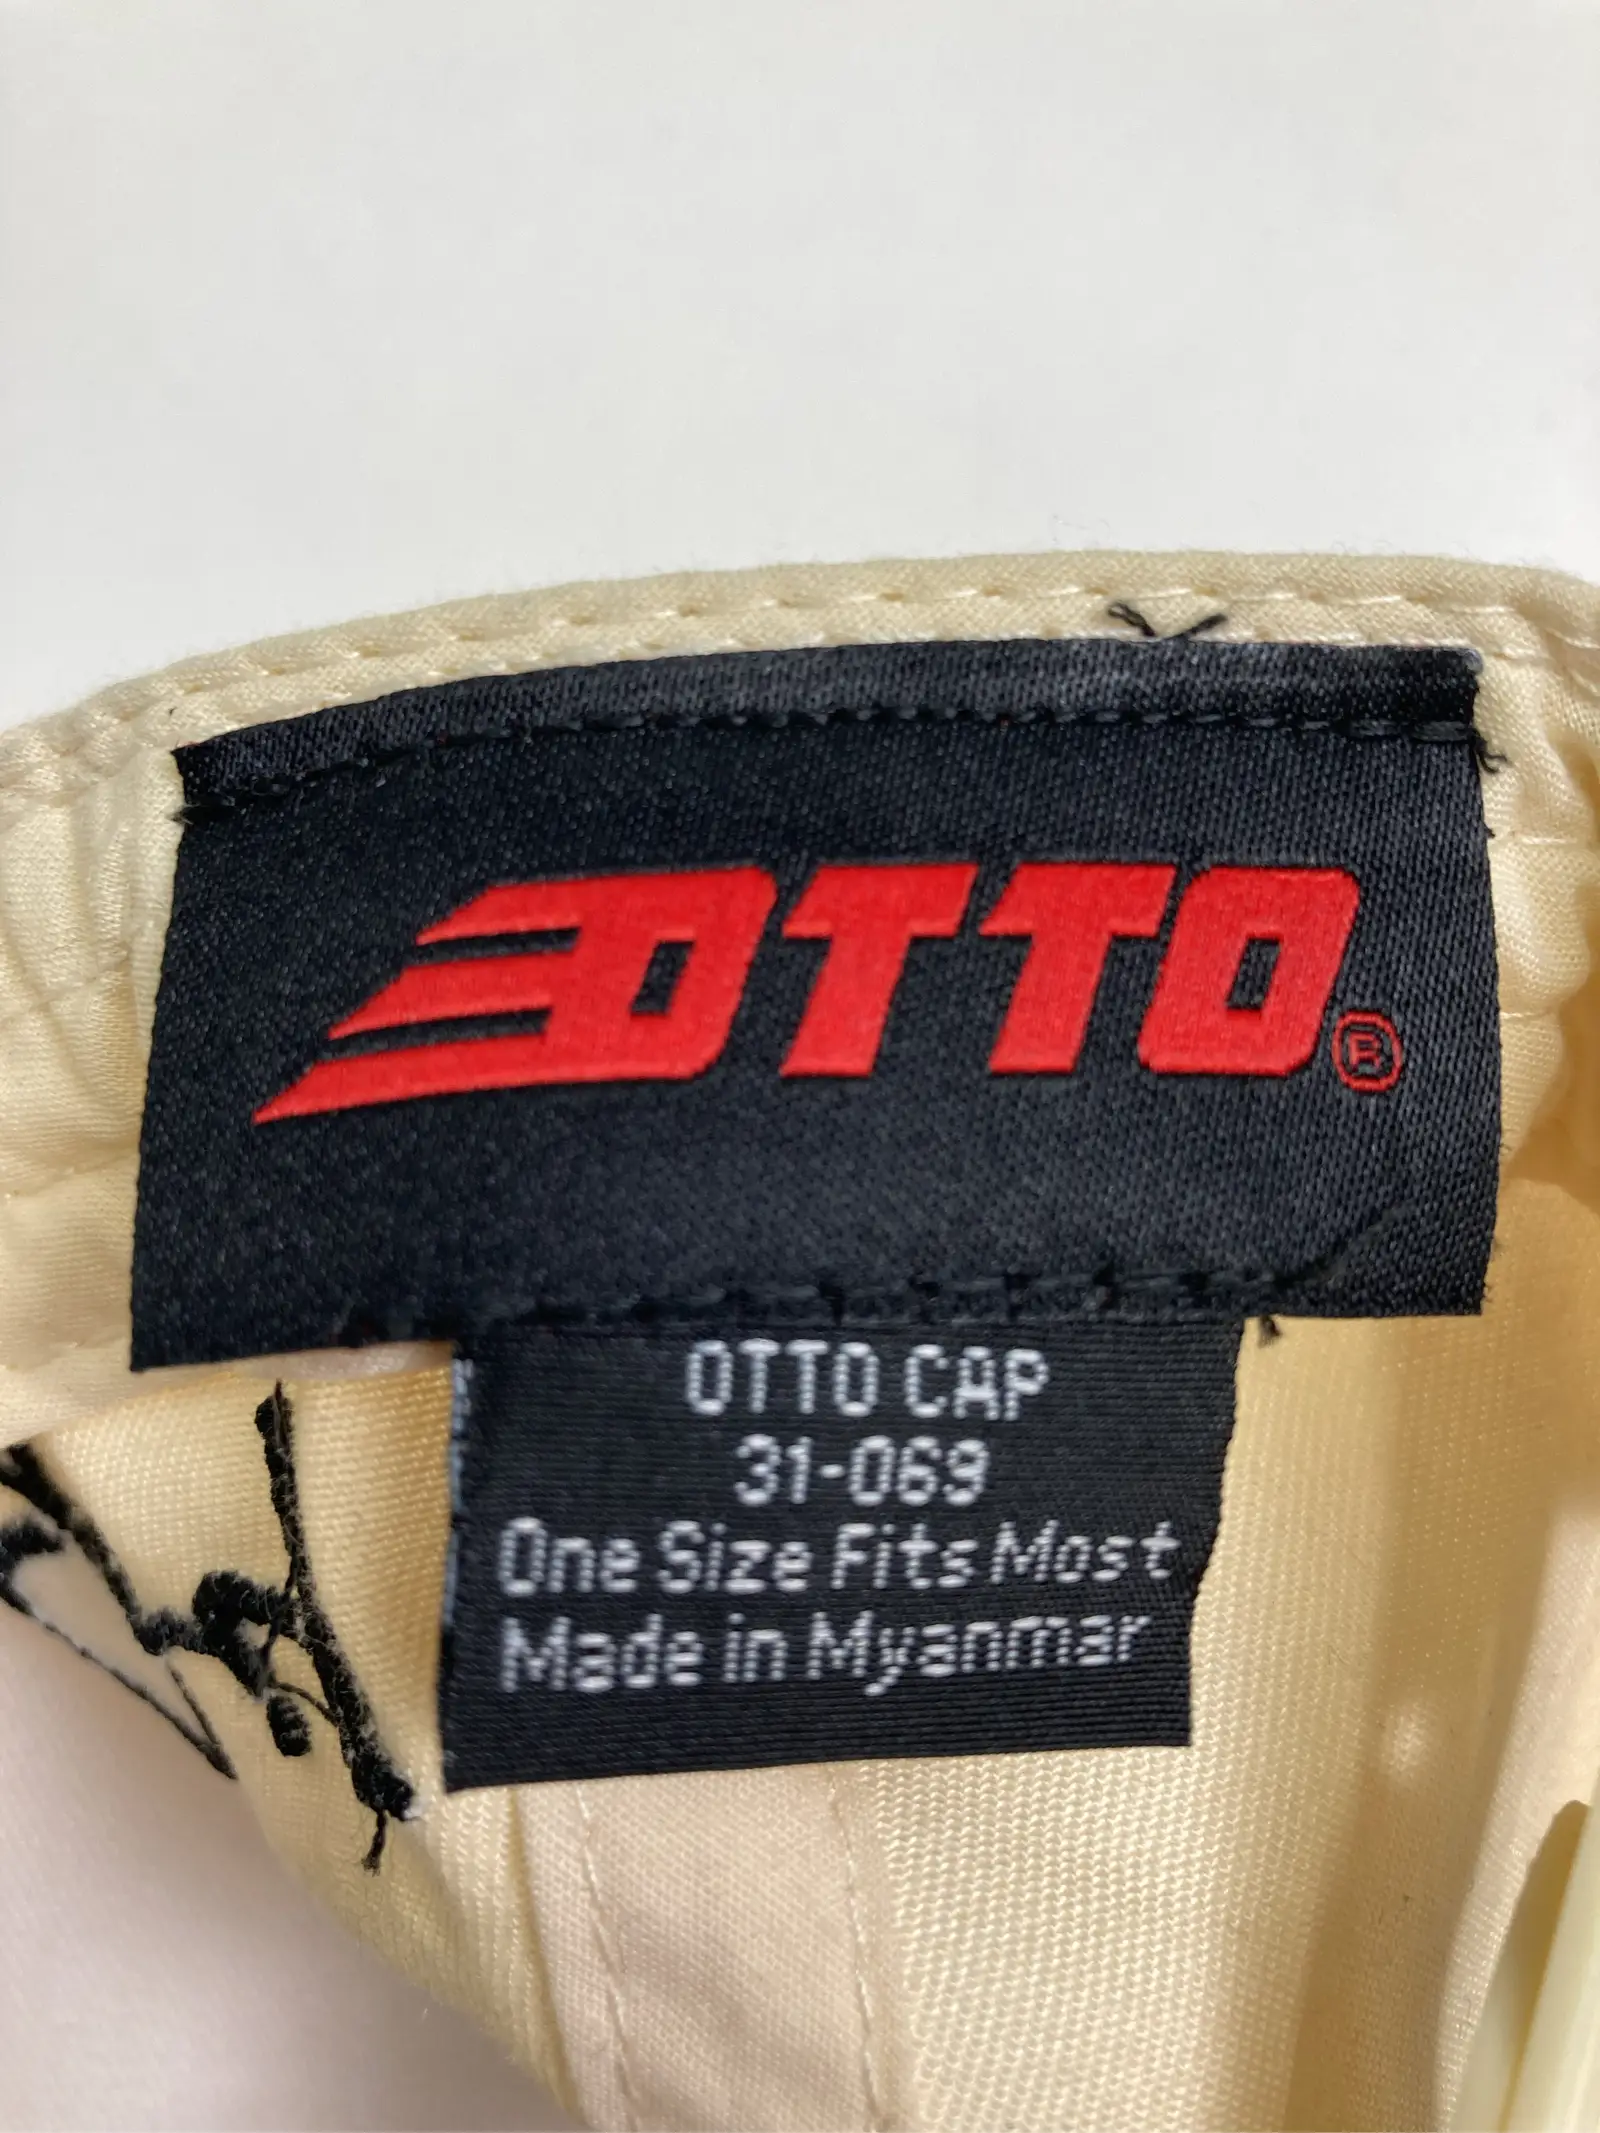 OTTO®
OTTO CAP
31-069
One Size Fits Most
Made in Myanmar